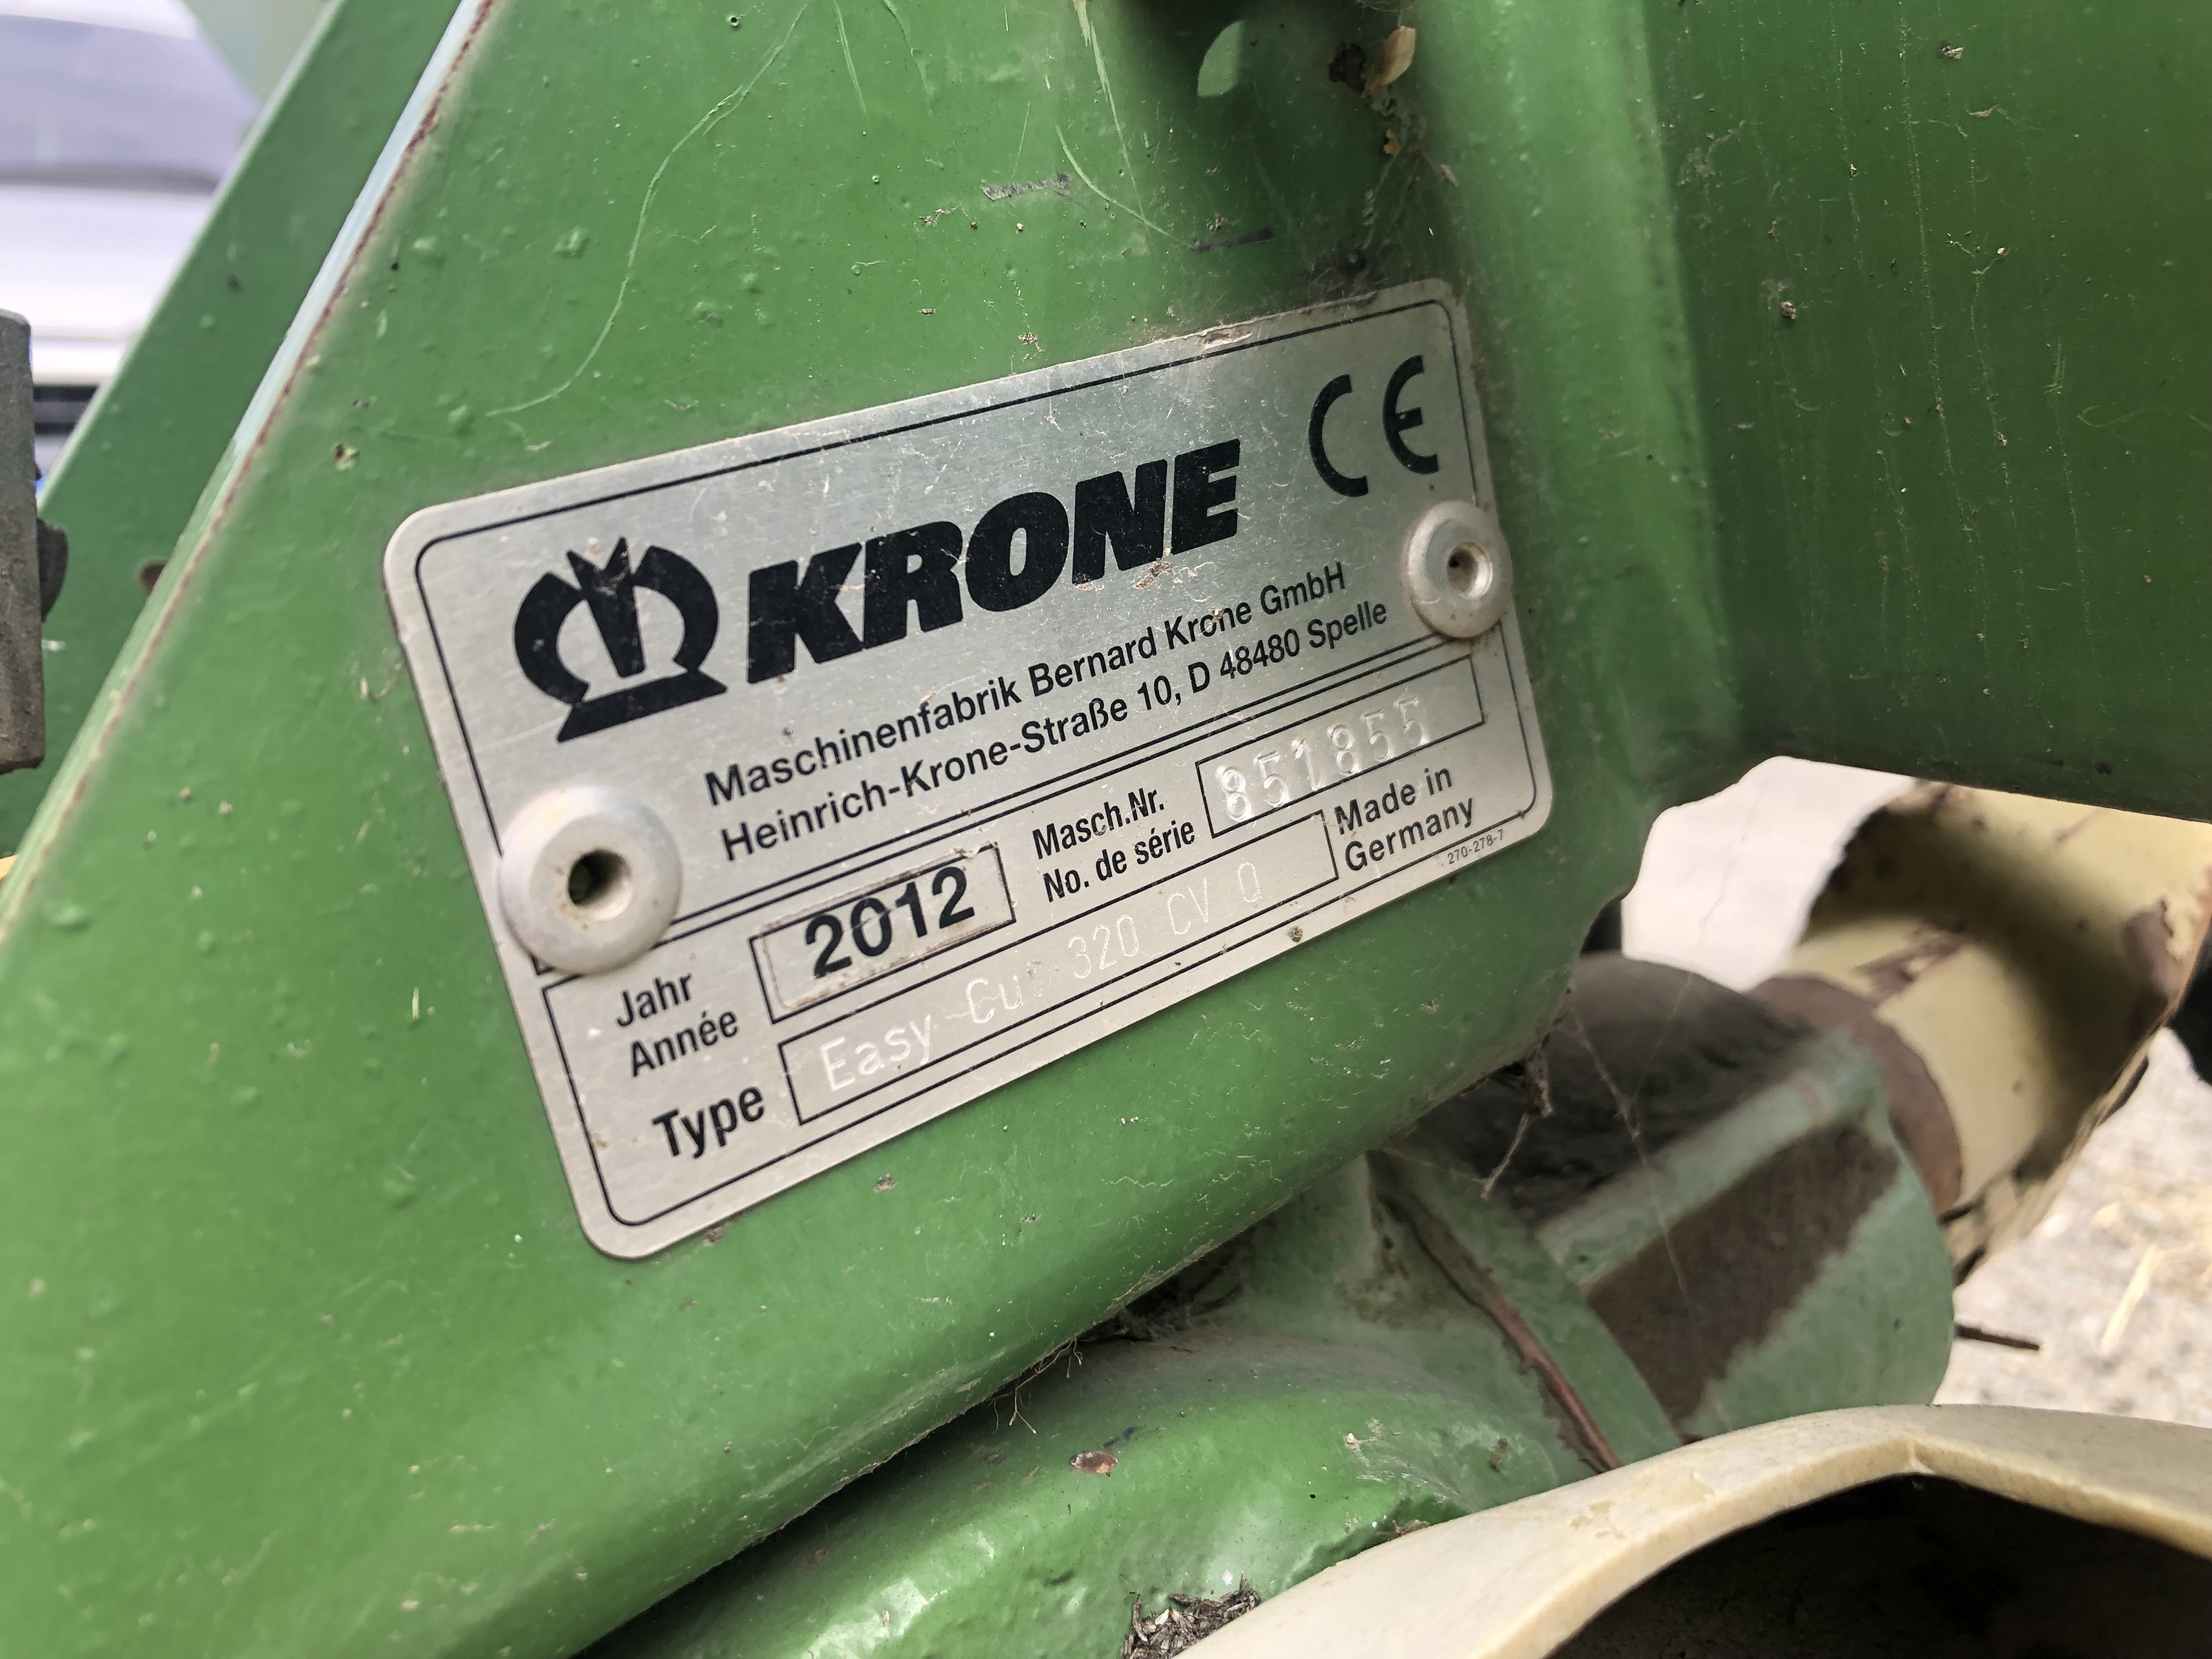 KRONE CE
Maschinenfabrik Bernard Krone GmbH
Heinrich-Krone-Straße 10, D 48480 Spelle
Jahr
Année
2012
Masch.Nr.
No. de série
851855
Type
Easy Cut 320 CV Q
Made in
Germany
270-278-7